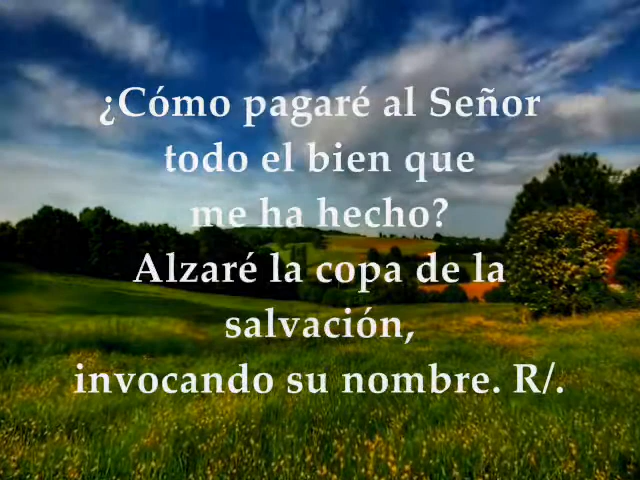 ¿Cómo pagaré al Señor
todo el bien que
me ha hecho?
Alzaré la copa de la
salvación,
invocando su nombre. R/.